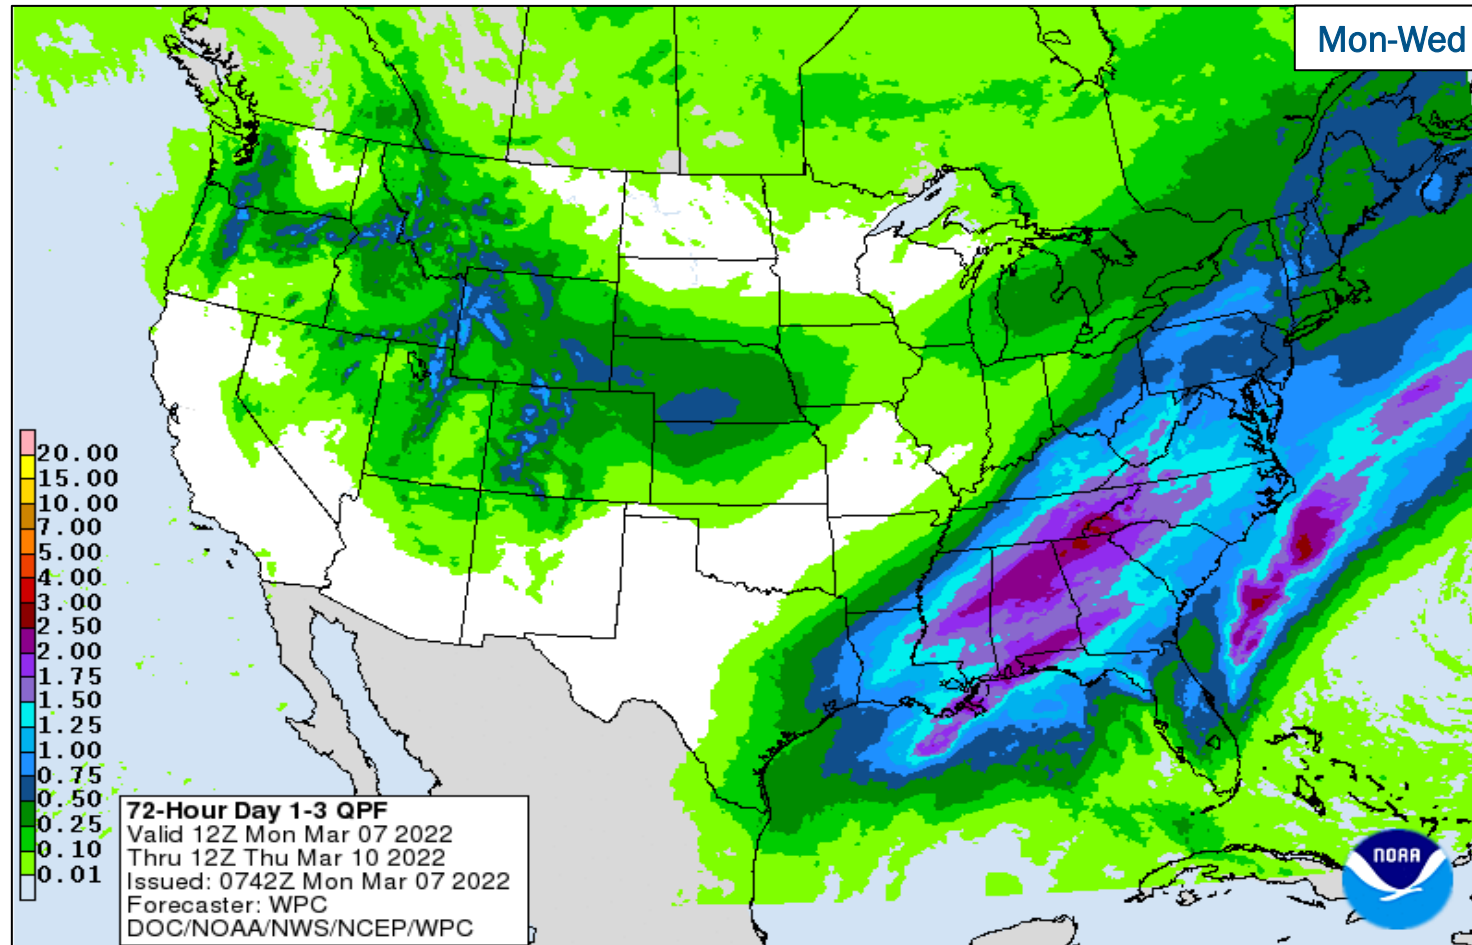 Mon-Wed
20.00
15.00
10.00
7.00
5.00
4.00
3.00
2.50
2.00
1.75
1.50
1.25
1.00
0.75
0.50
0.25
0.10
0.01
72-Hour Day 1-3 QPF
Valid 12Z Mon Mar 07 2022
Thru 12Z Thu Mar 10 2022
Issued: 0742Z Mon Mar 07 2022
Forecaster: WPC
DOC/NOAA/NWS/NCEP/WPC
NOAA